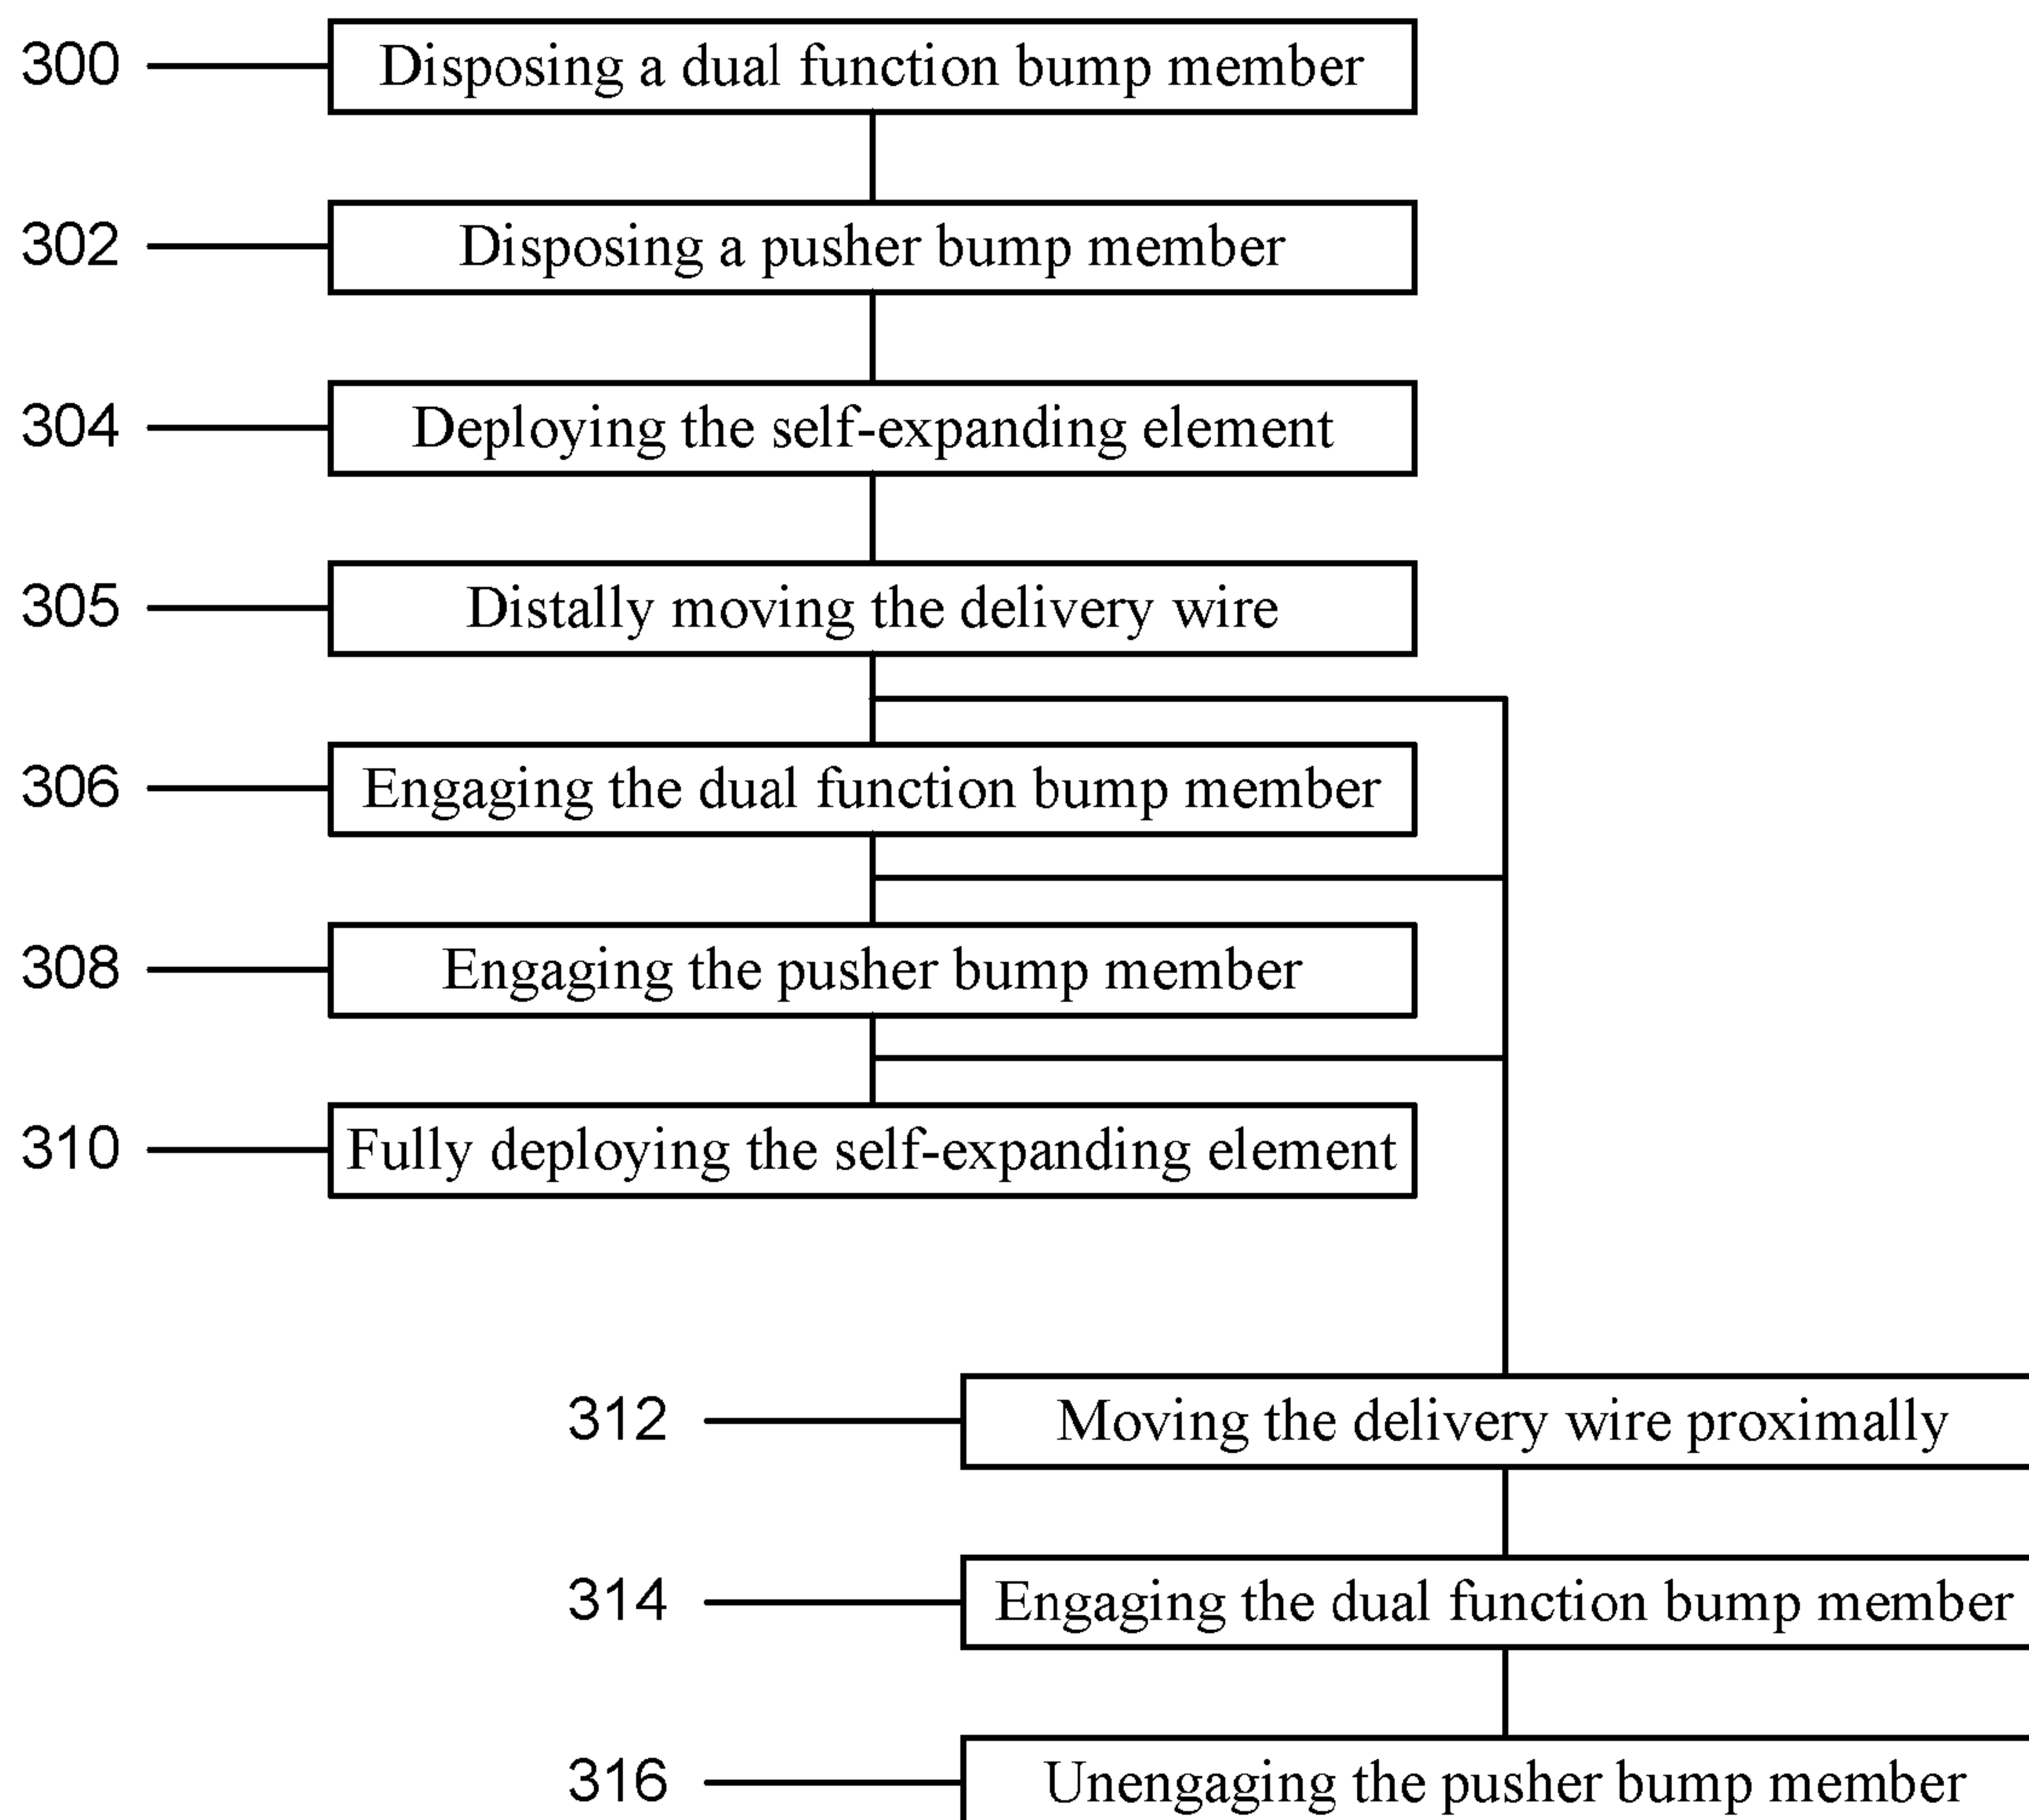 300 Disposing a dual function bump member
302 Disposing a pusher bump member
304 Deploying the self-expanding element
305 Distally moving the delivery wire
306 Engaging the dual function bump member
308 Engaging the pusher bump member
310 Fully deploying the self-expanding element
312 Moving the delivery wire proximally
314 Engaging the dual function bump member
316 Unengaging the pusher bump member